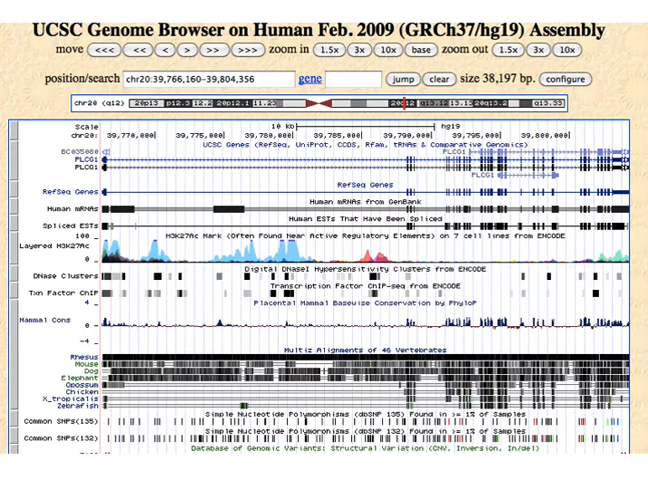 UCSC Genome Browser on Human Feb. 2009 (GRCh37/hg19) Assembly
move <<< << < > >> >>> zoom in 1.5x 3x 10x base zoom out 1.5x 3x 10x
position/search chr20:39,766,160-39,804,356 gene jump clear size 38,197 bp. configure
chr20 (q12) 20p13 p12.3 12.2 20p12.1 11.23 20q12 q13.12 13.15 20q13.2 q13.33
Scale 10 kb hg19
chr20: 39,770,000 39,775,000 39,780,000 39,785,000 39,790,000 39,795,000 39,800,000
UCSC Genes (RefSeq, UniProt, CCDS, Rfam, tRNAs & Comparative Genomics)
BC035080 PLCG1
PLCG1
PLCG1
PLCG1
RefSeq Genes
RefSeq Genes
Human mRNAs from GenBank
Human mRNAs
Human ESTs That Have Been Spliced
Spliced ESTs
H3K27Ac Mark (Often Found Near Active Regulatory Elements) on 7 cell lines from ENCODE
100
Layered H3K27Ac
0
Digital DNaseI Hypersensitivity Clusters from ENCODE
DNase Clusters
Transcription Factor ChIP-seq from ENCODE
Txn Factor ChIP
Placental Mammal Basewise Conservation by PhyloP
4
Mammal Cons
0
-4
Multiz Alignments of 46 Vertebrates
Rhesus
Mouse
Dog
Elephant
Opossum
Chicken
X_tropicalis
Zebrafish
Simple Nucleotide Polymorphisms (dbSNP 135) Found in >= 1% of Samples
Common SNPs(135)
Simple Nucleotide Polymorphisms (dbSNP 132) Found in >= 1% of Samples
Common SNPs(132)
Database of Genomic Variants: Structural Variation (CNV, Inversion, In/del)